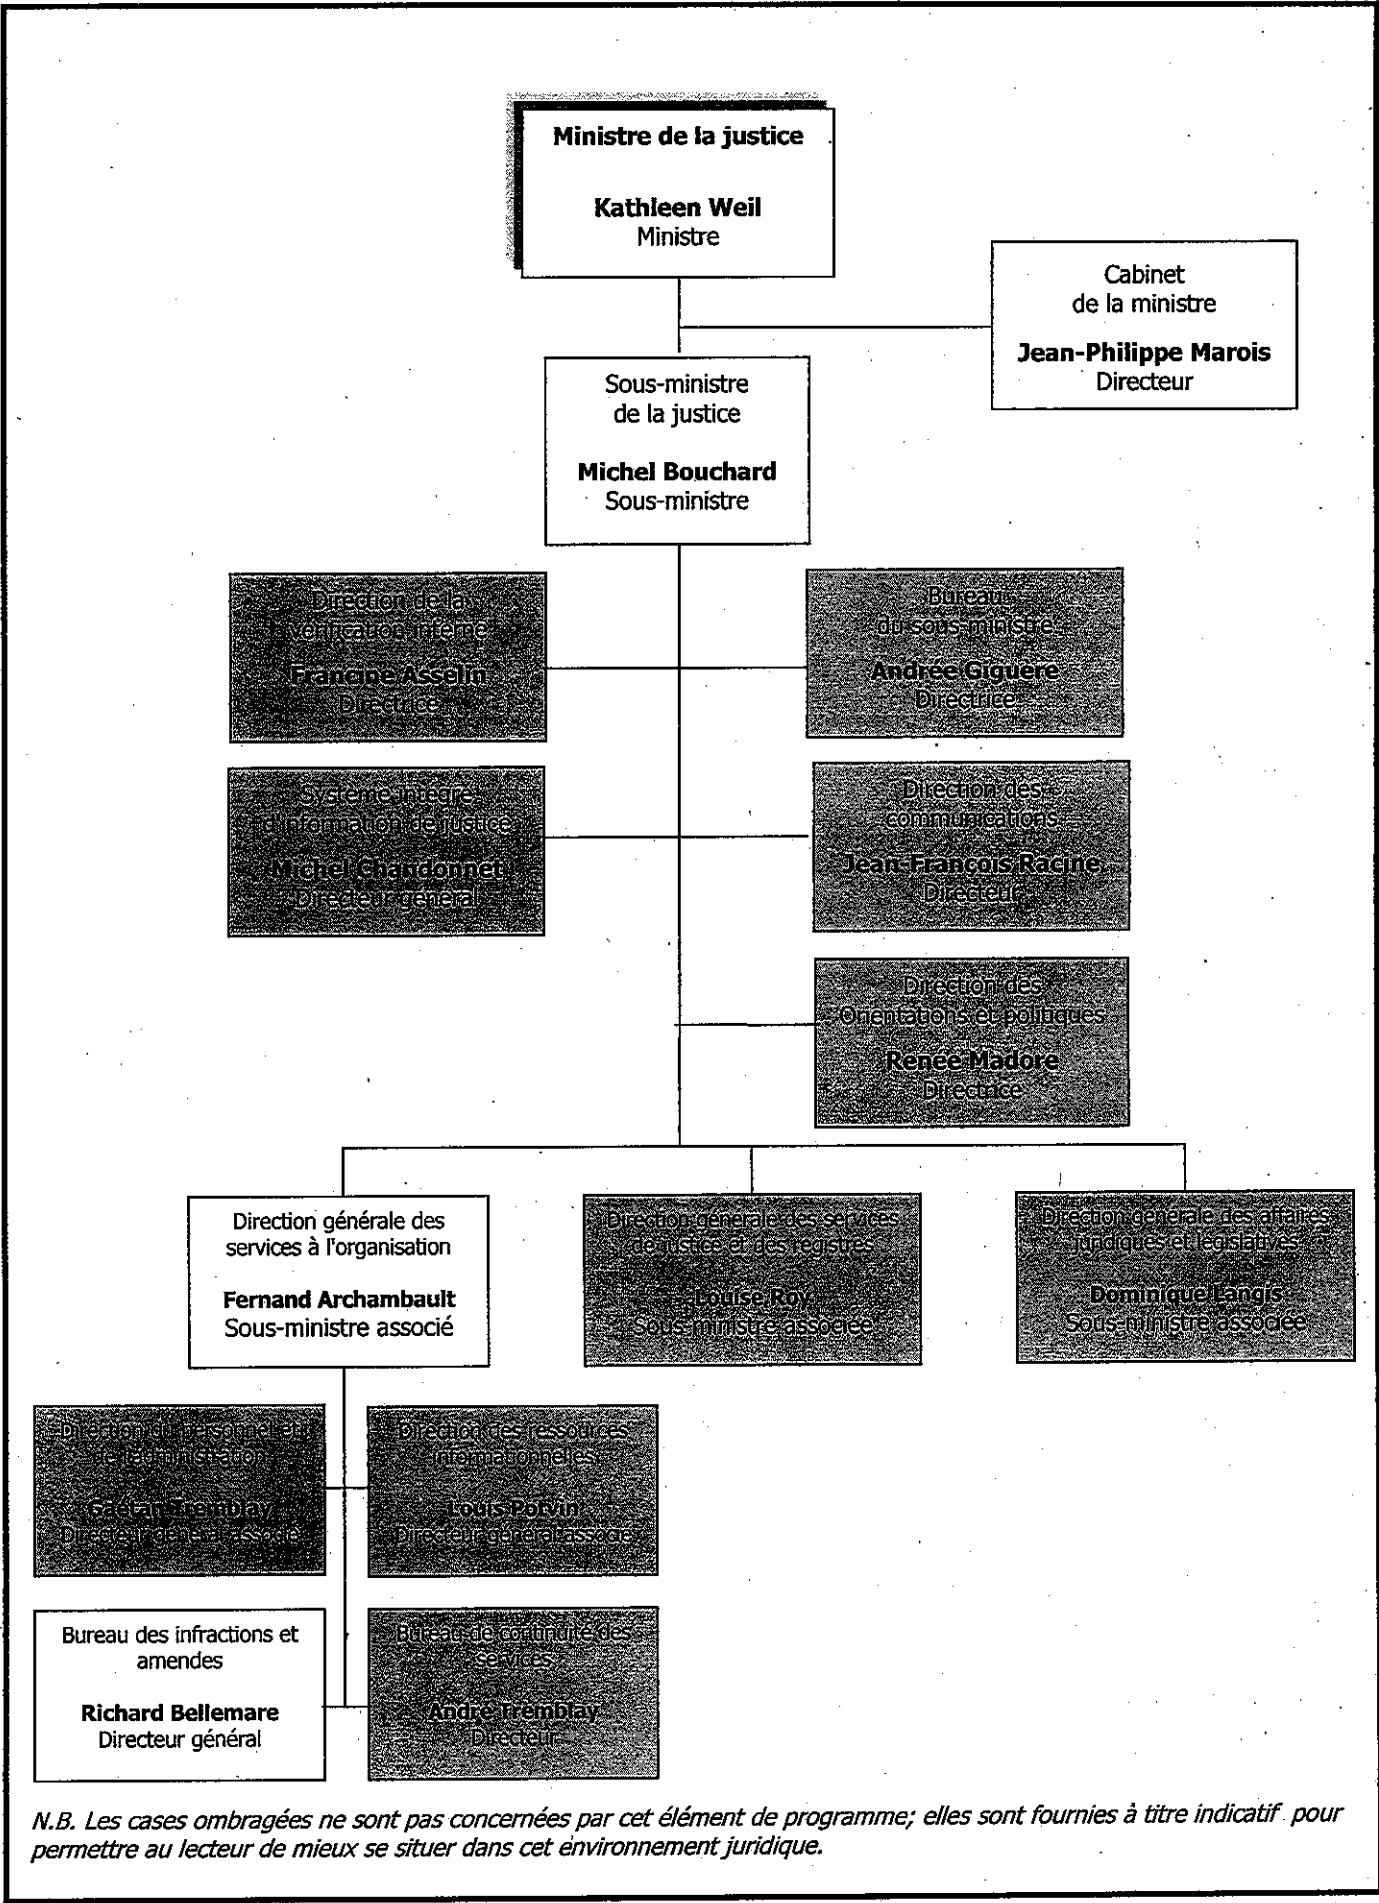 Ministre de la justice
Kathleen Weil
Ministre
Cabinet
de la ministre
Jean-Philippe Marois
Directeur
Sous-ministre
de la justice
Michel Bouchard
Sous-ministre
Direction de la
vérification interne
Francine Asselin
Directrice
Bureau
du sous-ministre
Andrée Giguère
Directrice
Système intégré
d'information de justice
Michel Chandonnet
Directeur général
Direction des
communications
Jean-François Racine
Directeur
Direction des
Orientations et politiques
Renée Madore
Directrice
Direction générale des
services à l'organisation
Fernand Archambault
Sous-ministre associé
Direction générale des services
de justice et des registres
Louise Roy
Sous-ministre associée
Direction générale des affaires
juridiques et législatives
Dominique Langis
Sous-ministre associée
Direction du personnel et
de l'administration
Gaétan Tremblay
Directeur général associé
Direction des ressources
informationnelles
Louis Potvin
Directeur général associé
Bureau des infractions et
amendes
Richard Bellemare
Directeur général
Bureau de continuité des
services
André Tremblay
Directeur
N.B. Les cases ombragées ne sont pas concernées par cet élément de programme; elles sont fournies à titre indicatif pour
permettre au lecteur de mieux se situer dans cet environnement juridique.